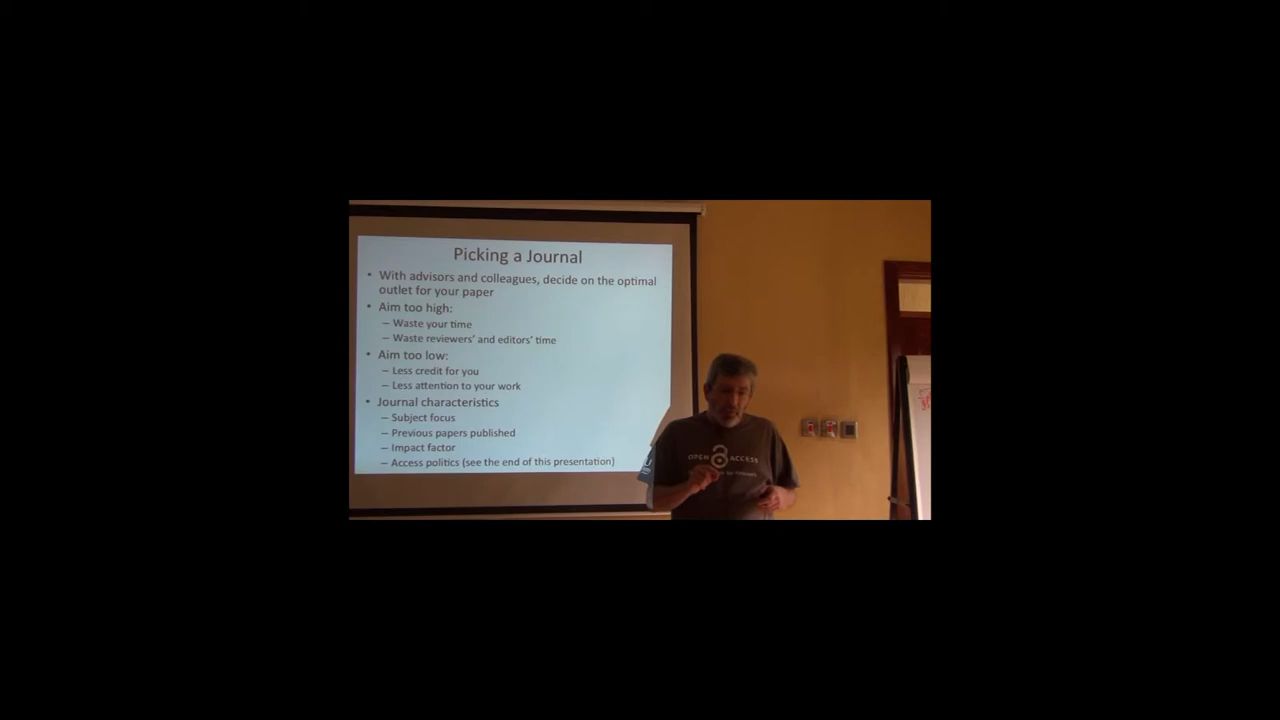 Picking a Journal
• With advisors and colleagues, decide on the optimal
outlet for your paper
• Aim too high:
– Waste your time
– Waste reviewers' and editors' time
• Aim too low:
– Less credit for you
– Less attention to your work
• Journal characteristics
– Subject focus
– Previous papers published
– Impact factor
– Access politics (see the end of this presentation)
OPEN ACCESS